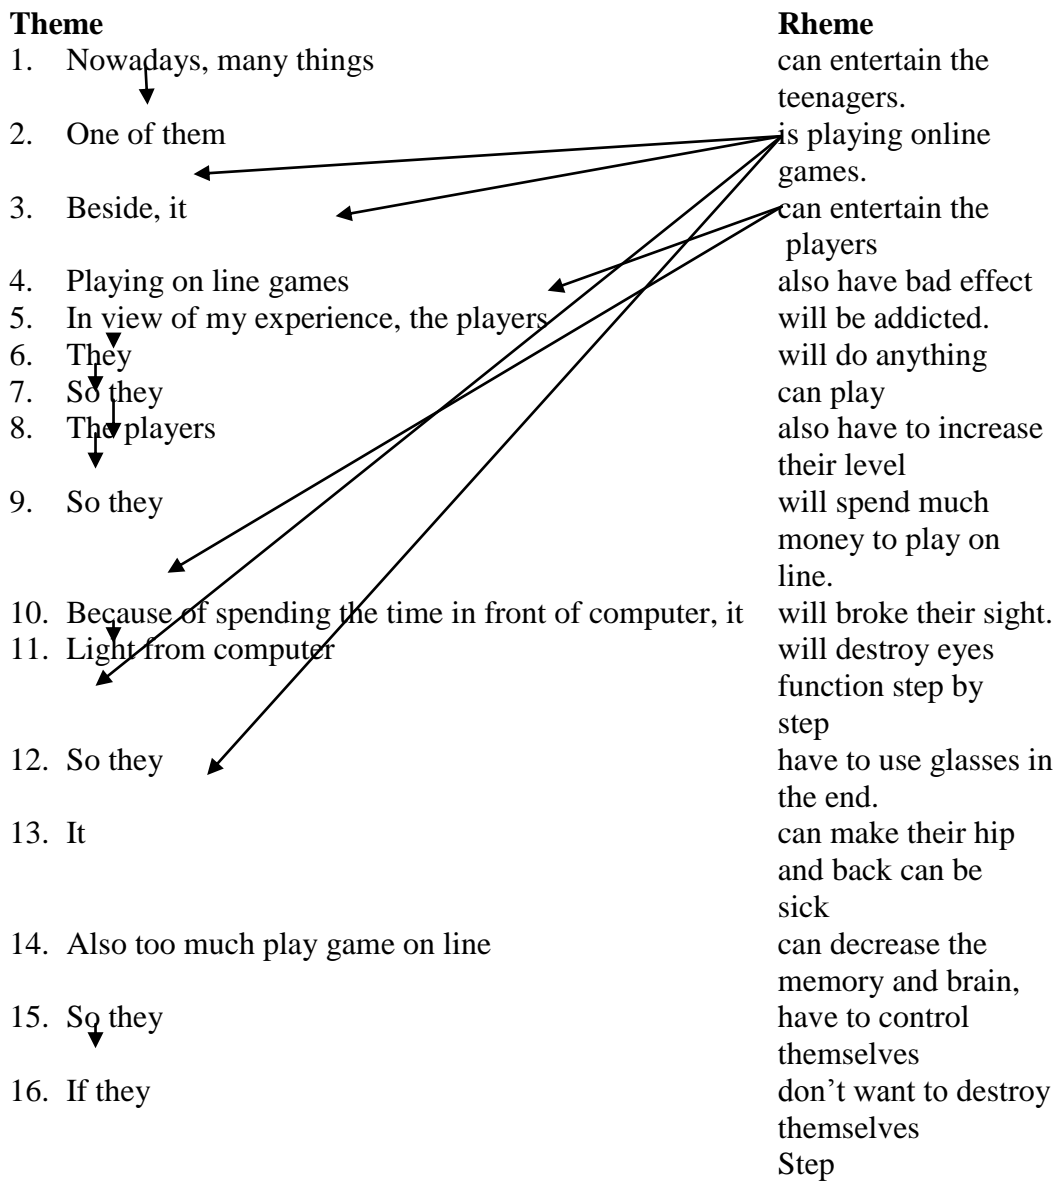 Theme Rheme
1. Nowadays, many things can entertain the
teenagers.
2. One of them is playing online
games.
3. Beside, it can entertain the
players
4. Playing on line games also have bad effect
5. In view of my experience, the players will be addicted.
6. They will do anything
7. So they can play
8. The players also have to increase
their level
9. So they will spend much
money to play on
line.
10. Because of spending the time in front of computer, it will broke their sight.
11. Light from computer will destroy eyes
function step by
step
12. So they have to use glasses in
the end.
13. It can make their hip
and back can be
sick
14. Also too much play game on line can decrease the
memory and brain,
15. So they have to control
themselves
16. If they don't want to destroy
themselves
Step